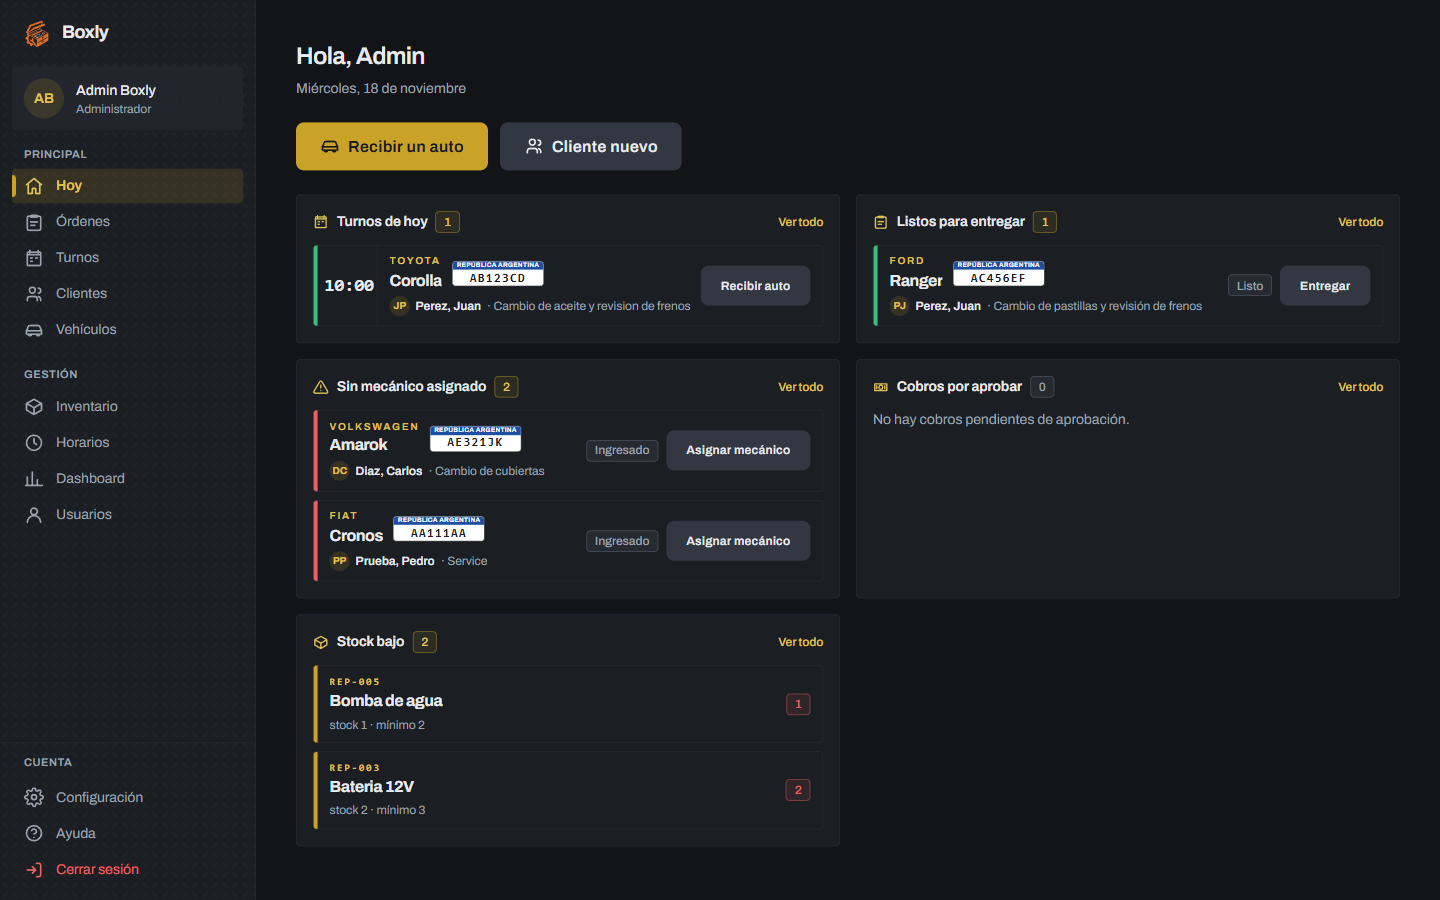 Boxly
AB
Admin Boxly
Administrador
PRINCIPAL
Hoy
Órdenes
Turnos
Clientes
Vehículos
GESTIÓN
Inventario
Horarios
Dashboard
Usuarios
CUENTA
Configuración
Ayuda
Cerrar sesión
Hola, Admin
Miércoles, 18 de noviembre
Recibir un auto
Cliente nuevo
Turnos de hoy 1 Ver todo
10:00
TOYOTA
Corolla
REPÚBLICA ARGENTINA
AB123CD
JP Perez, Juan · Cambio de aceite y revision de frenos
Recibir auto
Listos para entregar 1 Ver todo
FORD
Ranger
REPÚBLICA ARGENTINA
AC456EF
PJ Perez, Juan · Cambio de pastillas y revisión de frenos
Listo
Entregar
Sin mecánico asignado 2 Ver todo
VOLKSWAGEN
Amarok
REPÚBLICA ARGENTINA
AE321JK
DC Diaz, Carlos · Cambio de cubiertas
Ingresado
Asignar mecánico
FIAT
Cronos
REPÚBLICA ARGENTINA
AA111AA
PP Prueba, Pedro · Service
Ingresado
Asignar mecánico
Cobros por aprobar 0 Ver todo
No hay cobros pendientes de aprobación.
Stock bajo 2 Ver todo
REP-005
Bomba de agua
stock 1 · mínimo 2
1
REP-003
Bateria 12V
stock 2 · mínimo 3
2